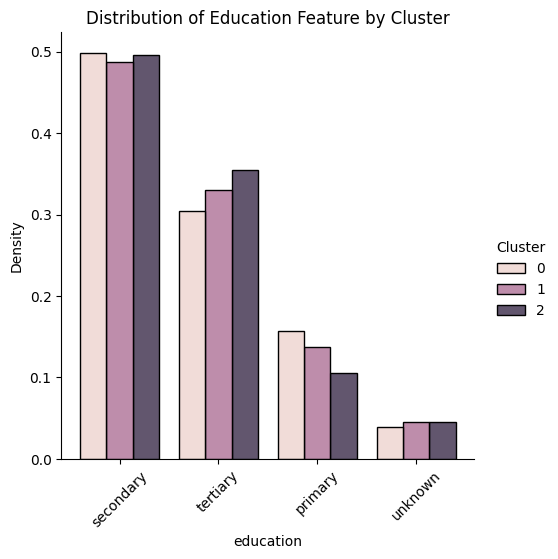 Distribution of Education Feature by Cluster
0.5
0.4
0.3
0.2
0.1
0.0
Density
secondary
tertiary
primary
unknown
education
Cluster
0
1
2